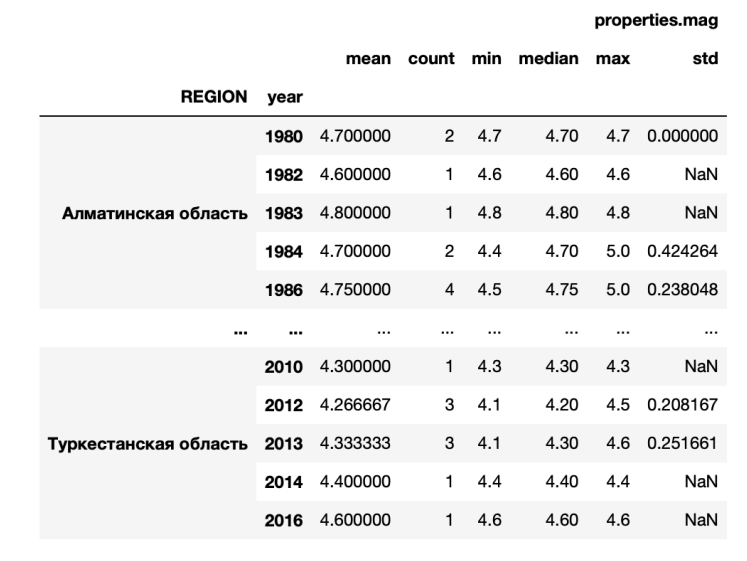 properties.mag
mean count min median max std
REGION year
1980 4.700000 2 4.7 4.70 4.7 0.000000
1982 4.600000 1 4.6 4.60 4.6 NaN
Алматинская область 1983 4.800000 1 4.8 4.80 4.8 NaN
1984 4.700000 2 4.4 4.70 5.0 0.424264
1986 4.750000 4 4.5 4.75 5.0 0.238048
... ... ... ... ... ... ... ...
2010 4.300000 1 4.3 4.30 4.3 NaN
2012 4.266667 3 4.1 4.20 4.5 0.208167
Туркестанская область 2013 4.333333 3 4.1 4.30 4.6 0.251661
2014 4.400000 1 4.4 4.40 4.4 NaN
2016 4.600000 1 4.6 4.60 4.6 NaN